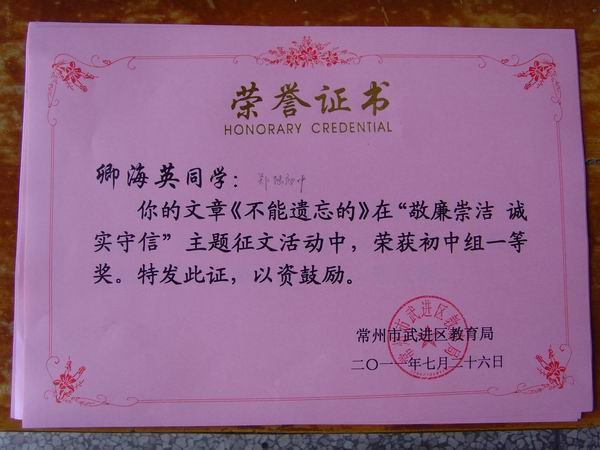 荣誉证书
HONORARY CREDENTIAL
卿海英同学：
你的文章《不能遗忘的》在“敬廉崇洁 诚
实守信”主题征文活动中，荣获初中组一等
奖。特发此证，以资鼓励。
常州市武进区教育局
二〇一一年七月二十六日